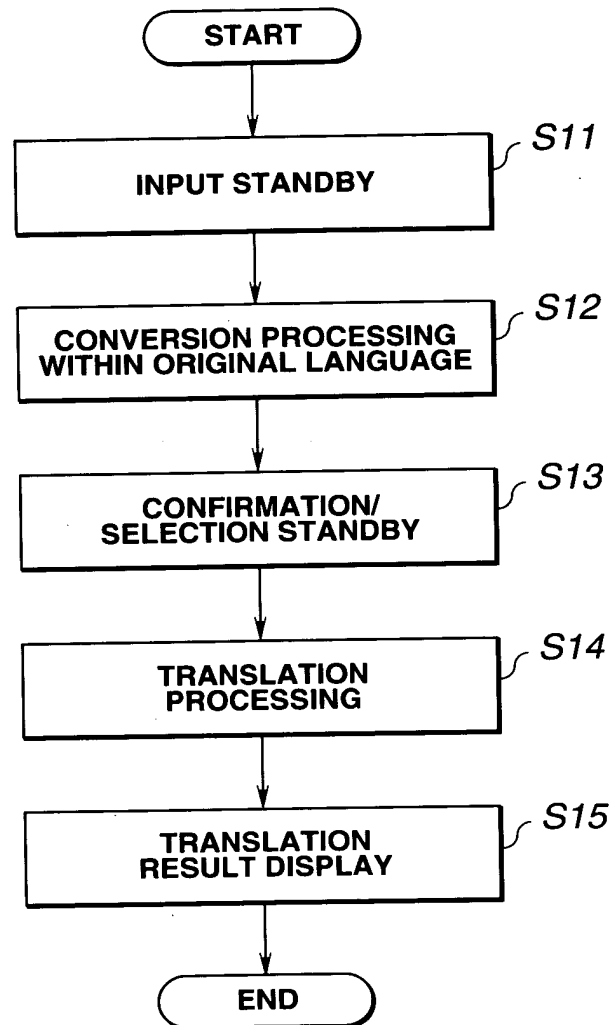 START
S11
INPUT STANDBY
S12
CONVERSION PROCESSING
WITHIN ORIGINAL LANGUAGE
S13
CONFIRMATION/
SELECTION STANDBY
S14
TRANSLATION
PROCESSING
S15
TRANSLATION
RESULT DISPLAY
END